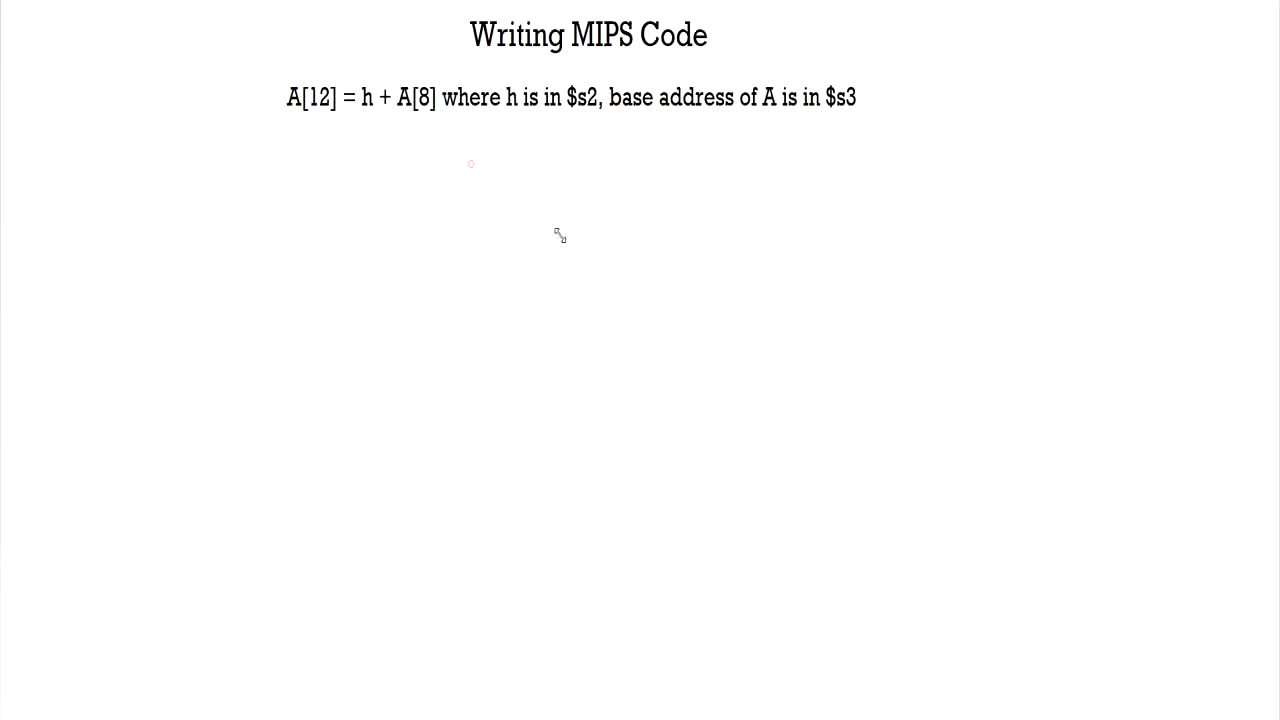 Writing MIPS Code
A[12] = h + A[8] where h is in $s2, base address of A is in $s3